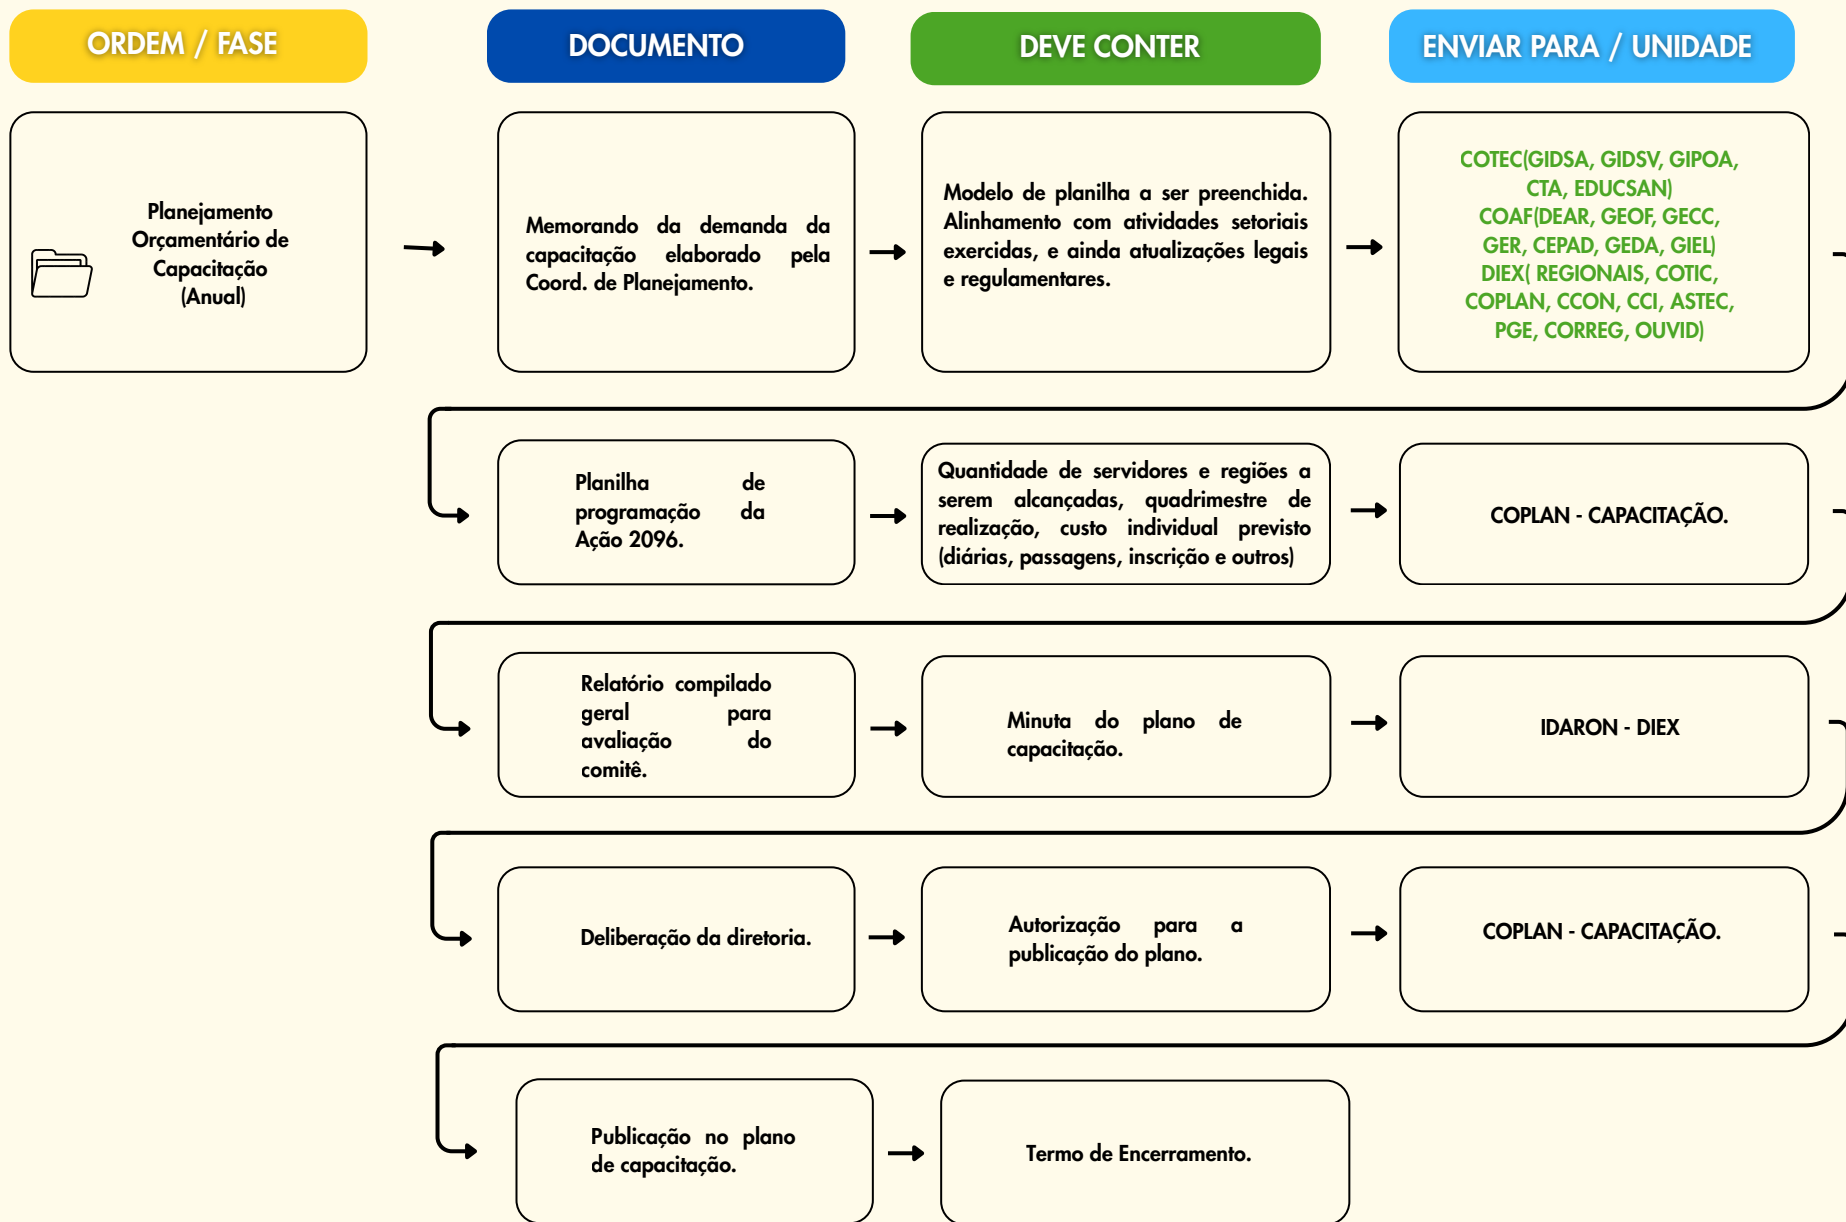 ORDEM / FASE
DOCUMENTO
DEVE CONTER
ENVIAR PARA / UNIDADE
Planejamento
Orçamentário de
Capacitação
(Anual)
Memorando da demanda da
capacitação elaborado pela
Coord. de Planejamento.
Modelo de planilha a ser preenchida.
Alinhamento com atividades setoriais
exercidas, e ainda atualizações legais
e regulamentares.
COTEC(GIDSA, GIDSV, GIPOA,
CTA, EDUCSAN)
COAF(DEAR, GEOF, GECC,
GER, CEPAD, GEDA, GIEL)
DIEX( REGIONAIS, COTIC,
COPLAN, CCON, CCI, ASTEC,
PGE, CORREG, OUVID)
Planilha de
programação da
Ação 2096.
Quantidade de servidores e regiões a
serem alcançadas, quadrimestre de
realização, custo individual previsto
(diárias, passagens, inscrição e outros)
COPLAN - CAPACITAÇÃO.
Relatório compilado
geral para
avaliação do
comitê.
Minuta do plano de
capacitação.
IDARON - DIEX
Deliberação da diretoria.
Autorização para a
publicação do plano.
COPLAN - CAPACITAÇÃO.
Publicação no plano
de capacitação.
Termo de Encerramento.